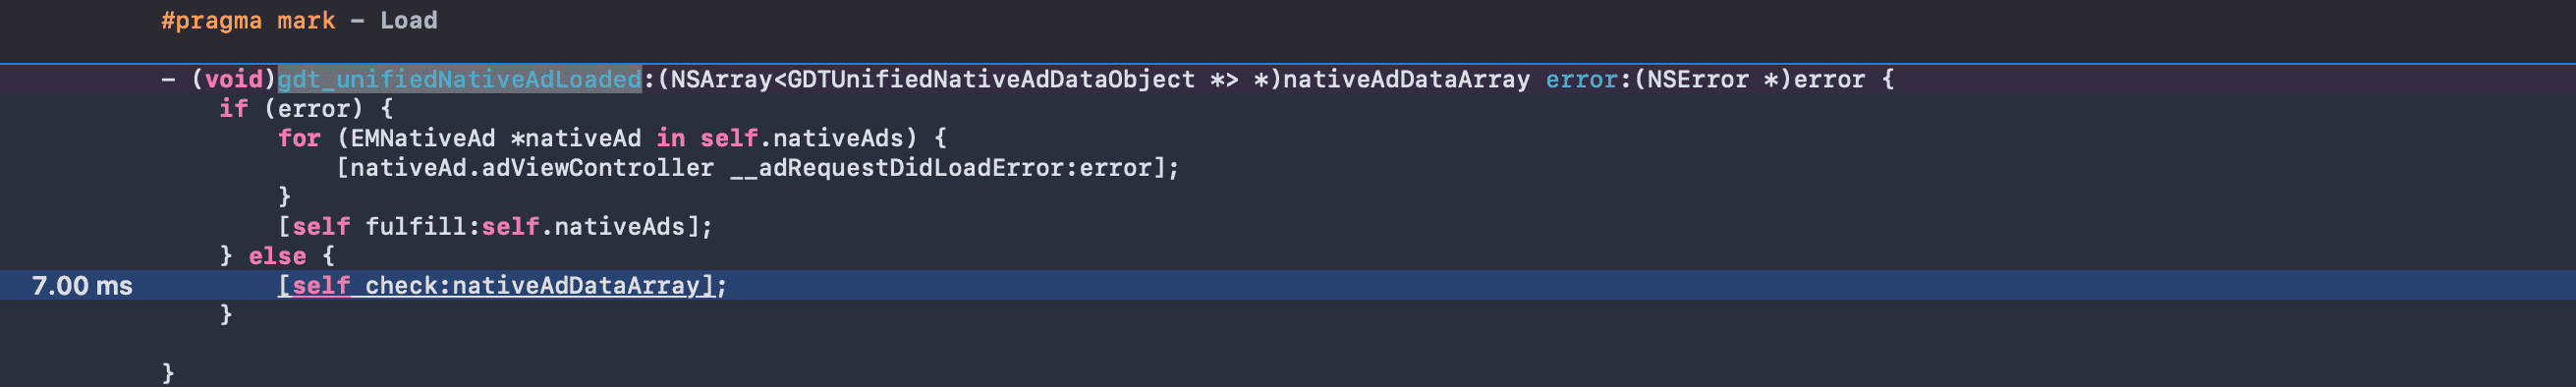 #pragma mark - Load
- (void)gdt_unifiedNativeAdLoaded:(NSArray<GDTUnifiedNativeAdDataObject *> *)nativeAdDataArray error:(NSError *)error {
if (error) {
for (EMNativeAd *nativeAd in self.nativeAds) {
[nativeAd.adViewController __adRequestDidLoadError:error];
}
[self fulfill:self.nativeAds];
} else {
7.00 ms [self check:nativeAdDataArray];
}
}